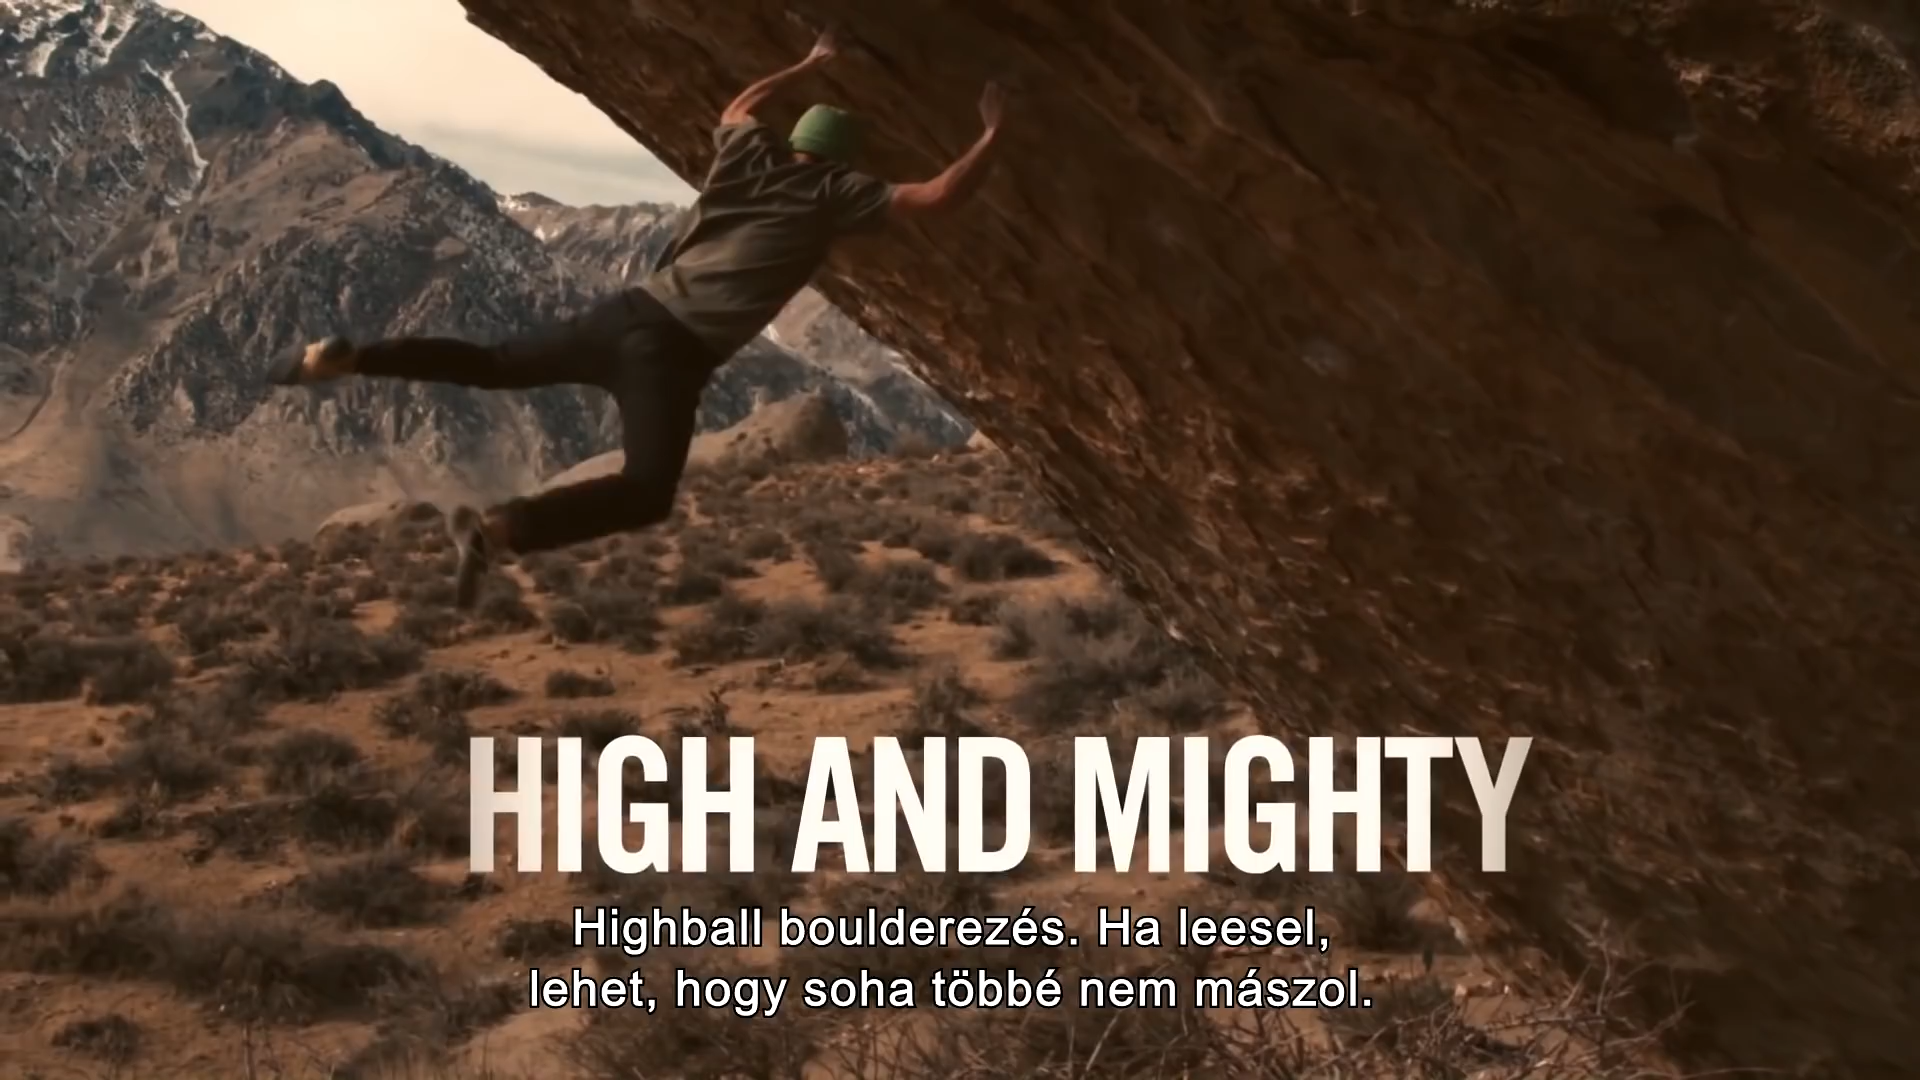 HIGH AND MIGHTY
Highball boulderezés. Ha leesel,
lehet, hogy soha többé nem mászol.